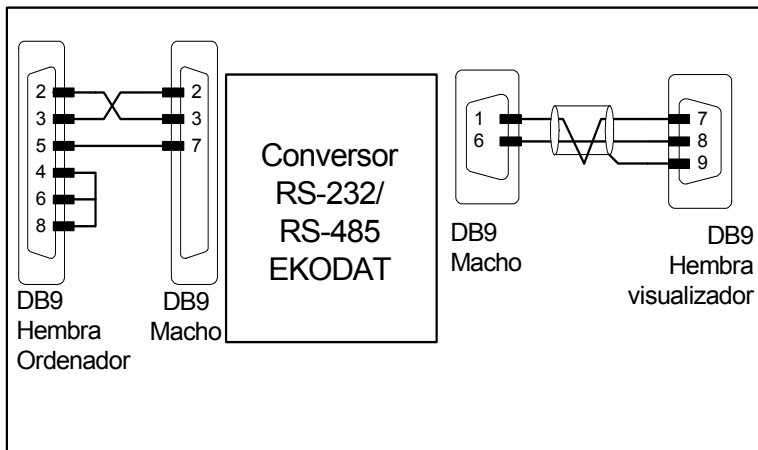 2
3
5
4
6
8
DB9
Hembra
Ordenador
2
3
7
DB9
Macho
Conversor
RS-232/
RS-485
EKODAT
1
6
DB9
Macho
7
8
9
DB9
Hembra
visualizador